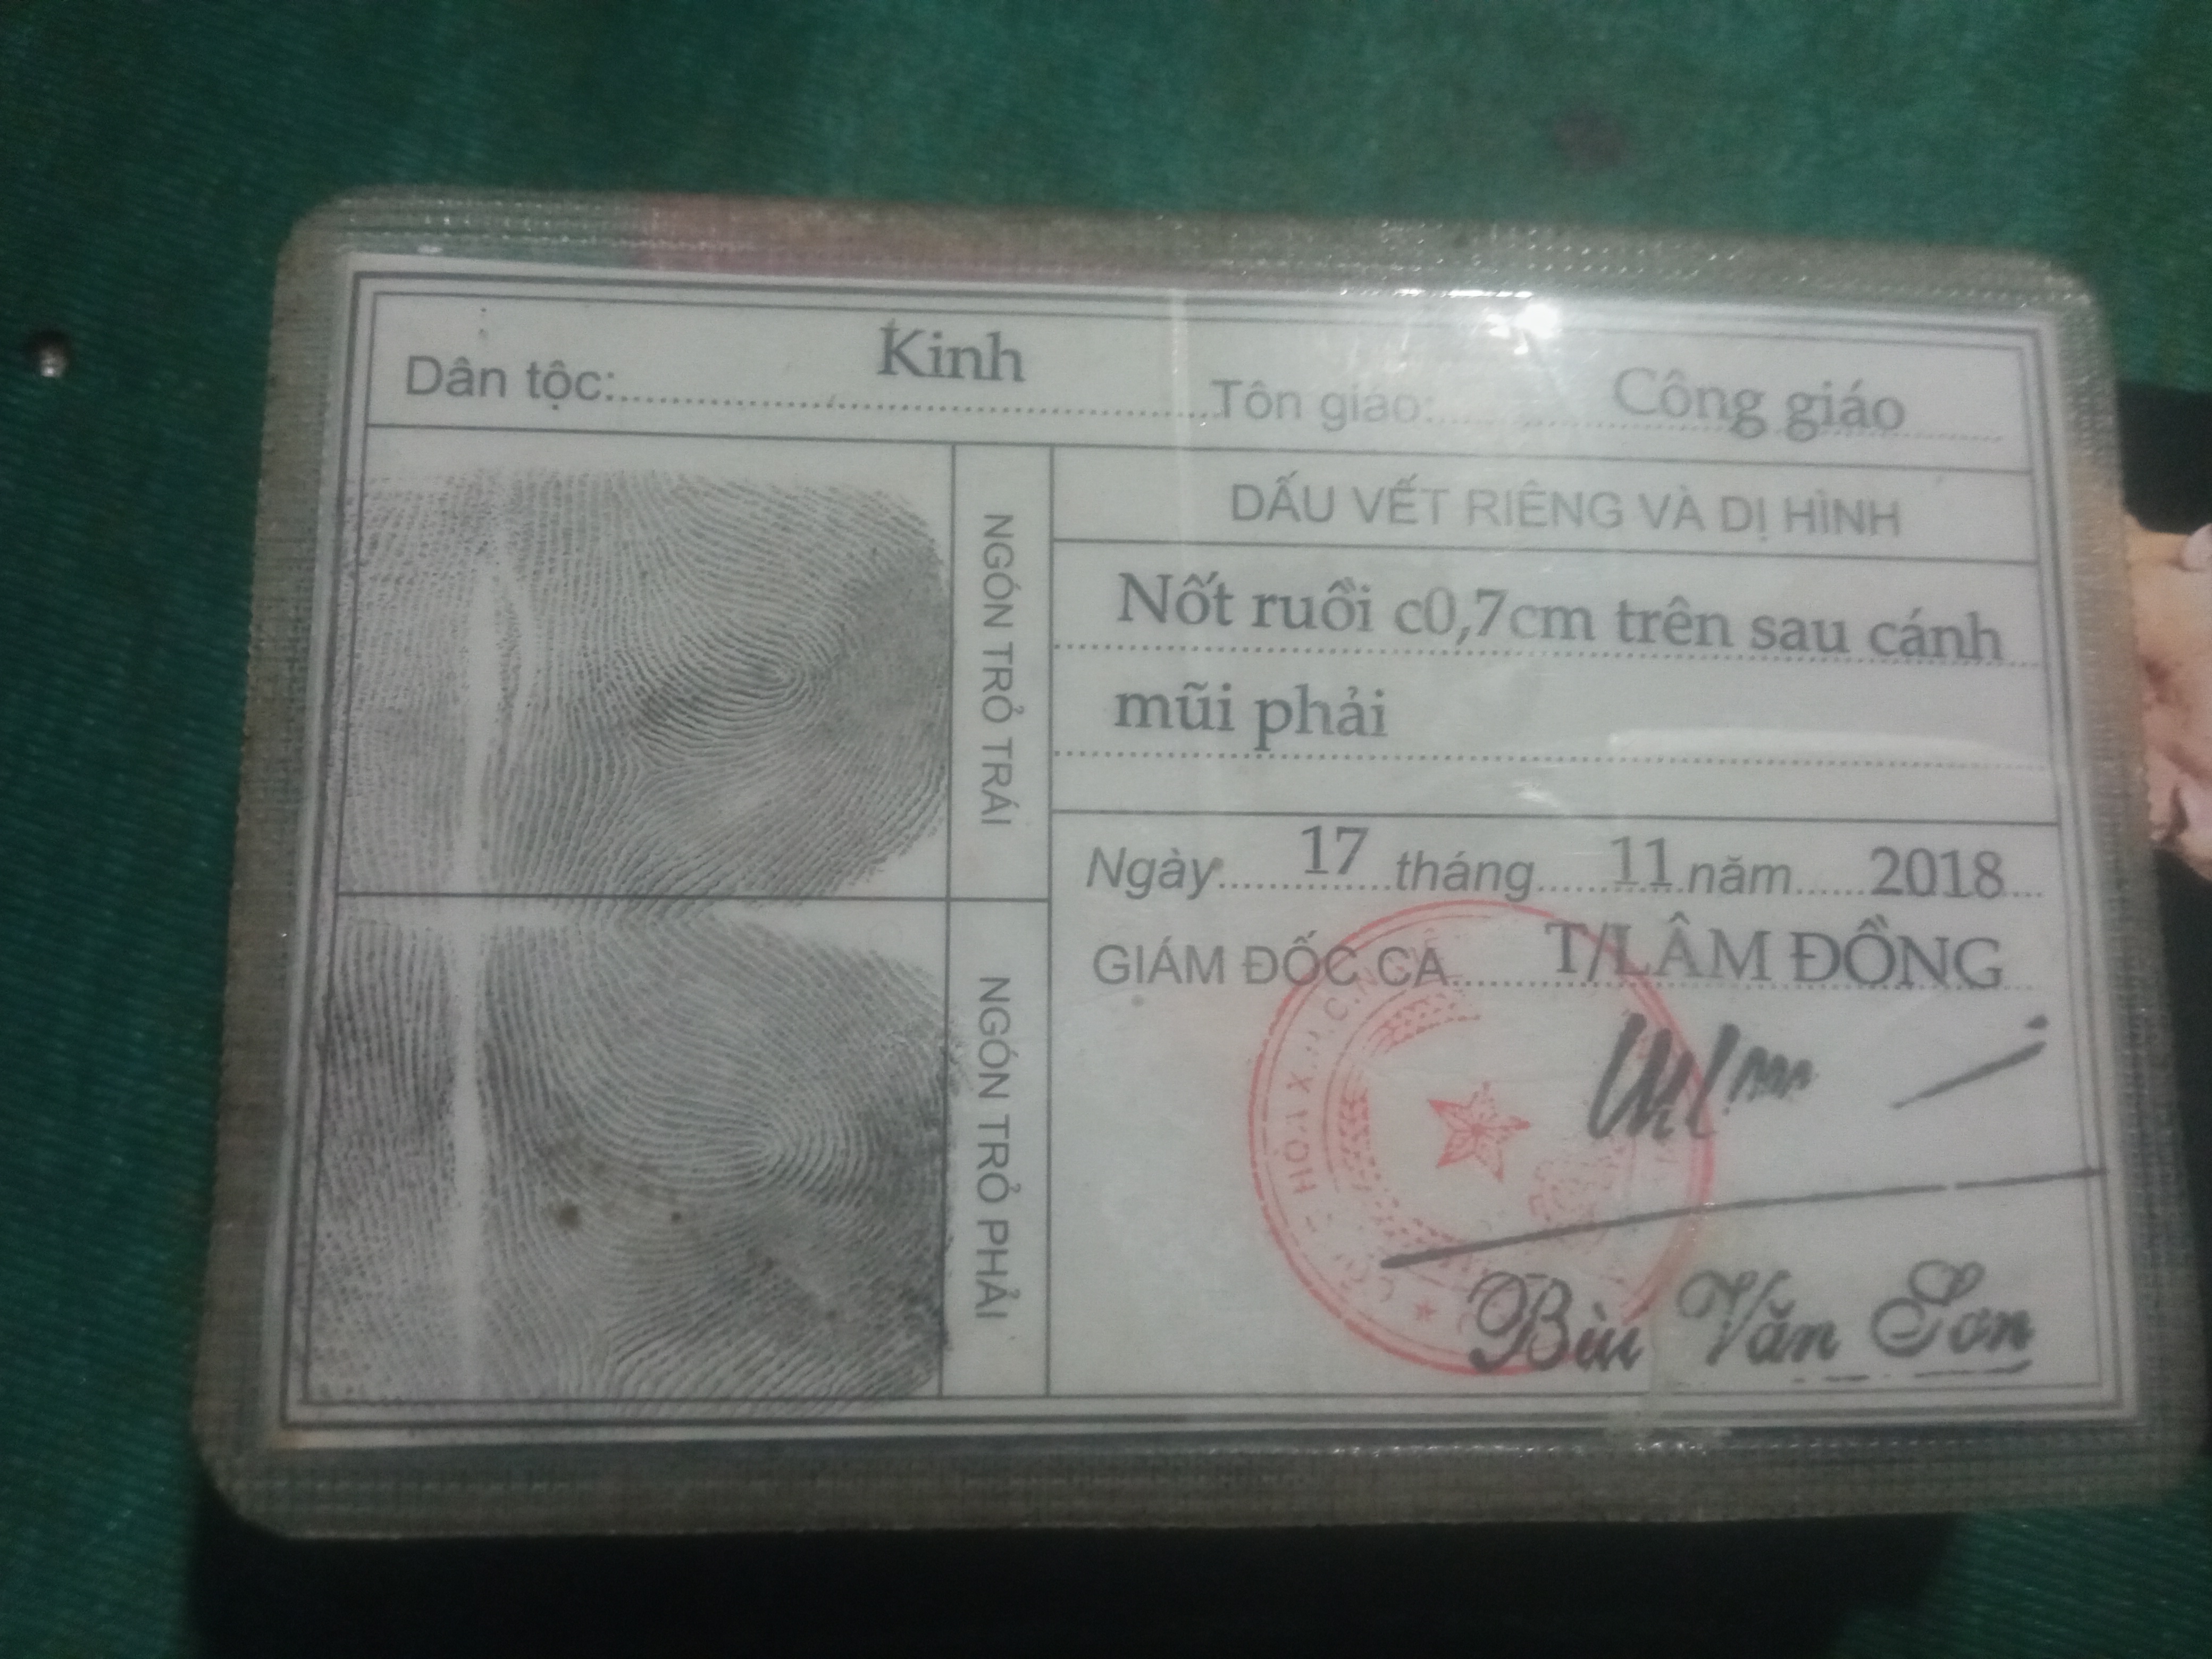 Dân tộc: Kinh Tôn giáo: Công giáo
NGÓN TRỎ TRÁI
DẤU VẾT RIÊNG VÀ DỊ HÌNH
Nốt ruồi c0,7cm trên sau cánh
mũi phải
NGÓN TRỎ PHẢI
Ngày 17 tháng 11 năm 2018
GIÁM ĐỐC CA T/LÂM ĐỒNG
Bùi Văn Sơn